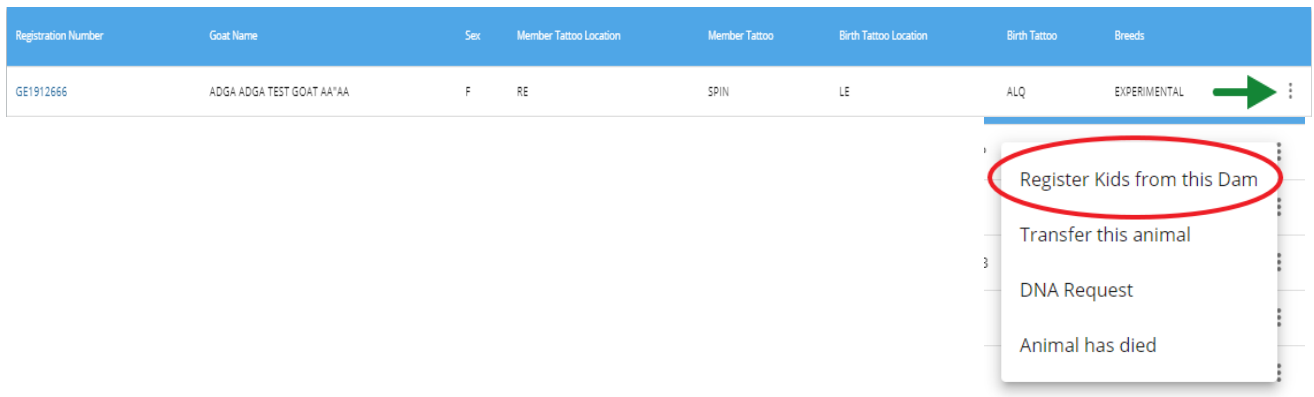 Registration Number Goat Name Sex Member Tattoo Location Member Tattoo Birth Tattoo Location Birth Tattoo Breeds
GE1912666 ADGA ADGA TEST GOAT AA"AA F RE SPIN LE ALQ EXPERIMENTAL
Register Kids from this Dam
Transfer this animal
DNA Request
Animal has died